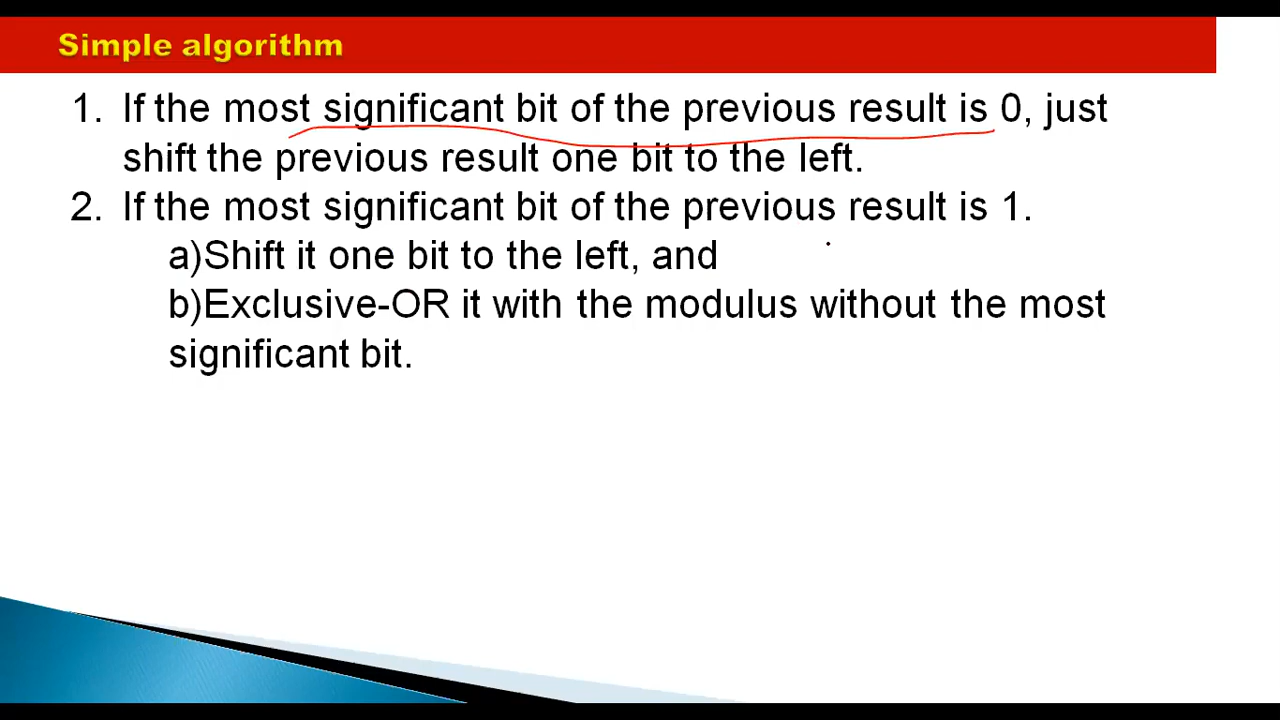 Simple algorithm
1. If the most significant bit of the previous result is 0, just
shift the previous result one bit to the left.
2. If the most significant bit of the previous result is 1.
a)Shift it one bit to the left, and
b)Exclusive-OR it with the modulus without the most
significant bit.